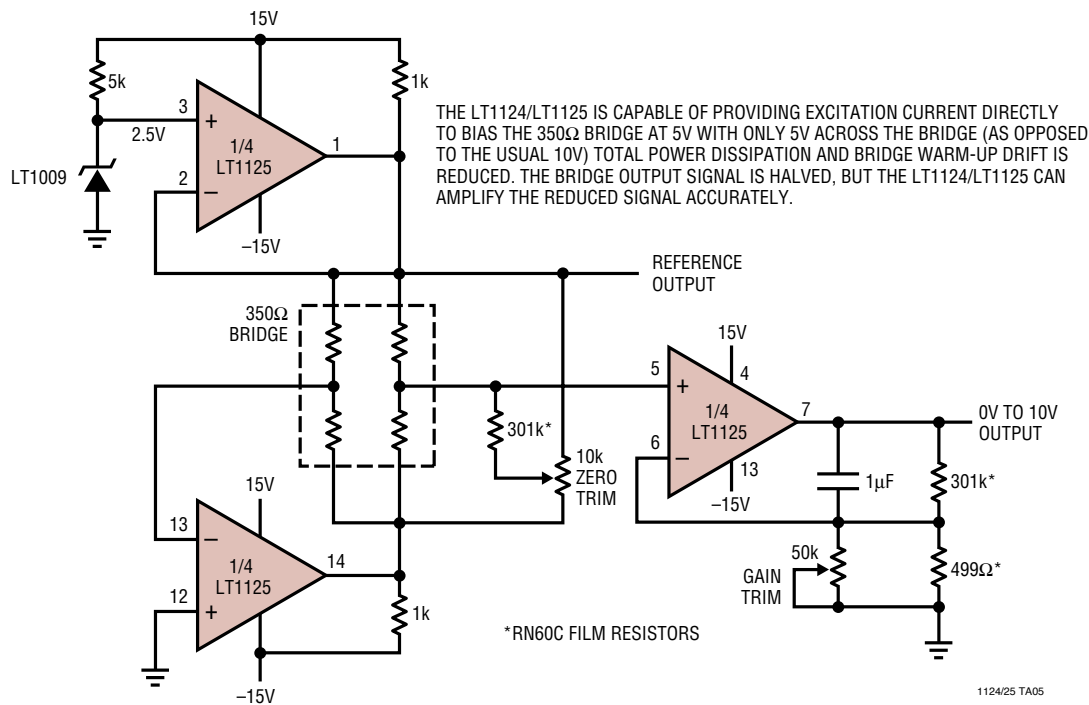 15V
5k
1k
3
+
2.5V
1/4
LT1125
1
LT1009
2
–
–15V
THE LT1124/LT1125 IS CAPABLE OF PROVIDING EXCITATION CURRENT DIRECTLY
TO BIAS THE 350Ω BRIDGE AT 5V WITH ONLY 5V ACROSS THE BRIDGE (AS OPPOSED
TO THE USUAL 10V) TOTAL POWER DISSIPATION AND BRIDGE WARM-UP DRIFT IS
REDUCED. THE BRIDGE OUTPUT SIGNAL IS HALVED, BUT THE LT1124/LT1125 CAN
AMPLIFY THE REDUCED SIGNAL ACCURATELY.
REFERENCE
OUTPUT
350Ω
BRIDGE
301k*
10k
ZERO
TRIM
15V
5
+
4
1/4
LT1125
7
6
–
13
–15V
0V TO 10V
OUTPUT
1µF
301k*
50k
GAIN
TRIM
499Ω*
15V
13
–
1/4
LT1125
14
12
+
1k
–15V
*RN60C FILM RESISTORS
1124/25 TA05